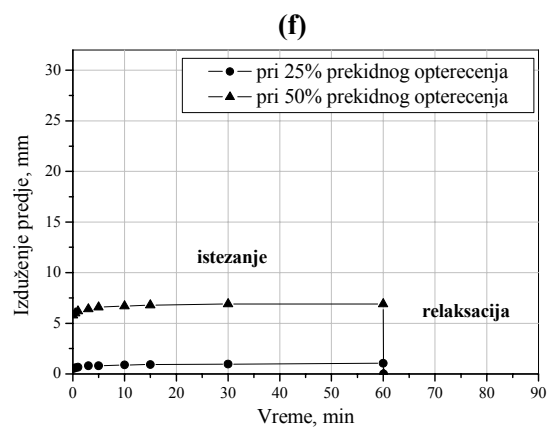 (f)
pri 25% prekidnog opterecenja
pri 50% prekidnog opterecenja
Izduženje predje, mm
30
25
20
15
10
5
0
istezanje
relaksacija
0 10 20 30 40 50 60 70 80 90
Vreme, min